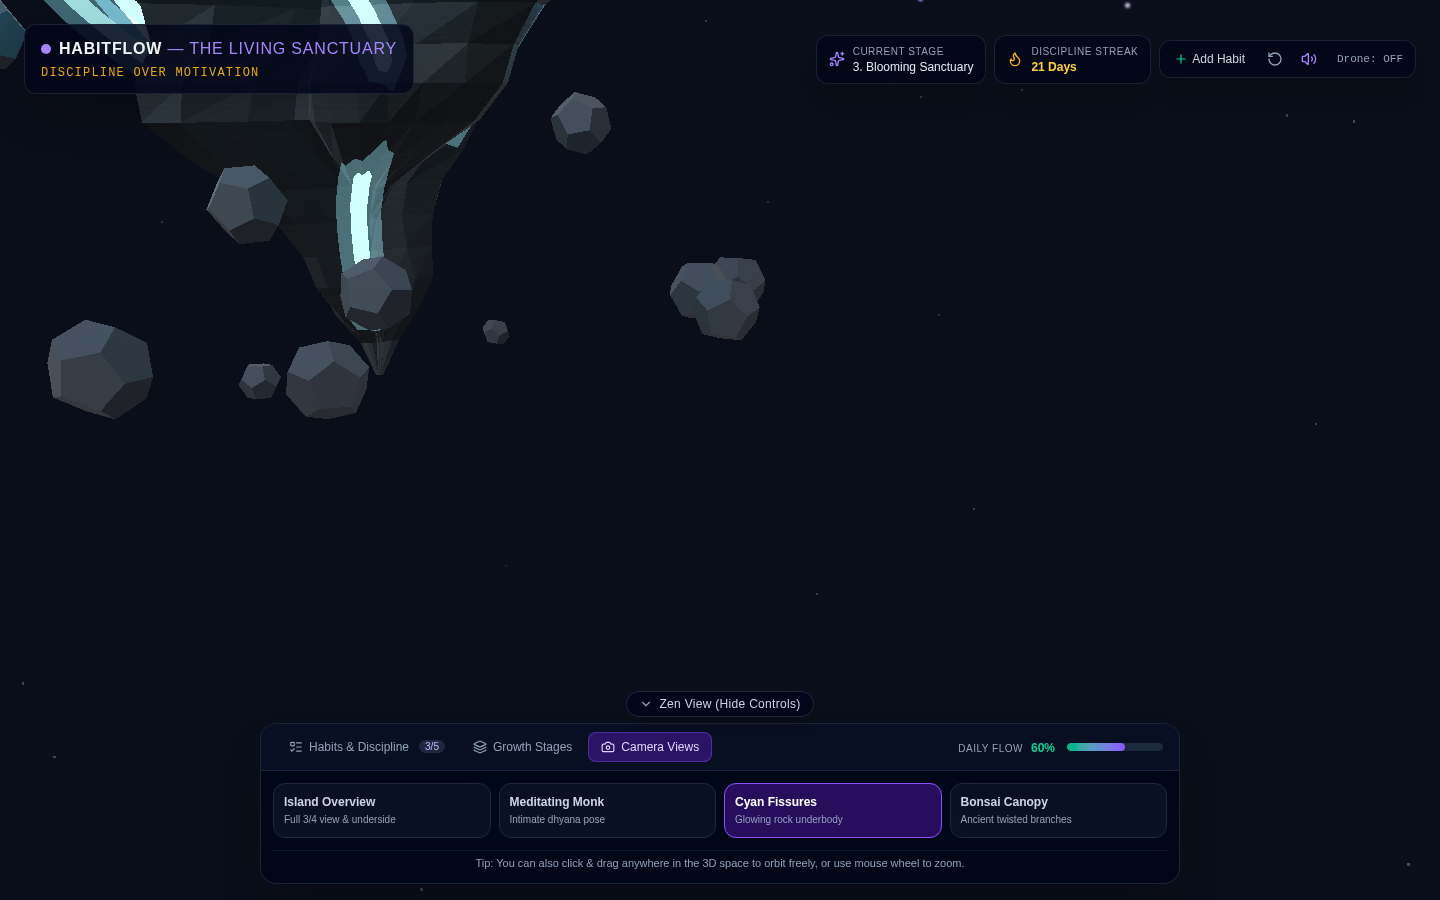 HABITFLOW — THE LIVING SANCTUARY
DISCIPLINE OVER MOTIVATION
CURRENT STAGE
3. Blooming Sanctuary
DISCIPLINE STREAK
21 Days
Add Habit
Drone: OFF
Zen View (Hide Controls)
Habits & Discipline 3/5
Growth Stages
Camera Views
DAILY FLOW 60%
Island Overview
Full 3/4 view & underside
Meditating Monk
Intimate dhyana pose
Cyan Fissures
Glowing rock underbody
Bonsai Canopy
Ancient twisted branches
Tip: You can also click & drag anywhere in the 3D space to orbit freely, or use mouse wheel to zoom.